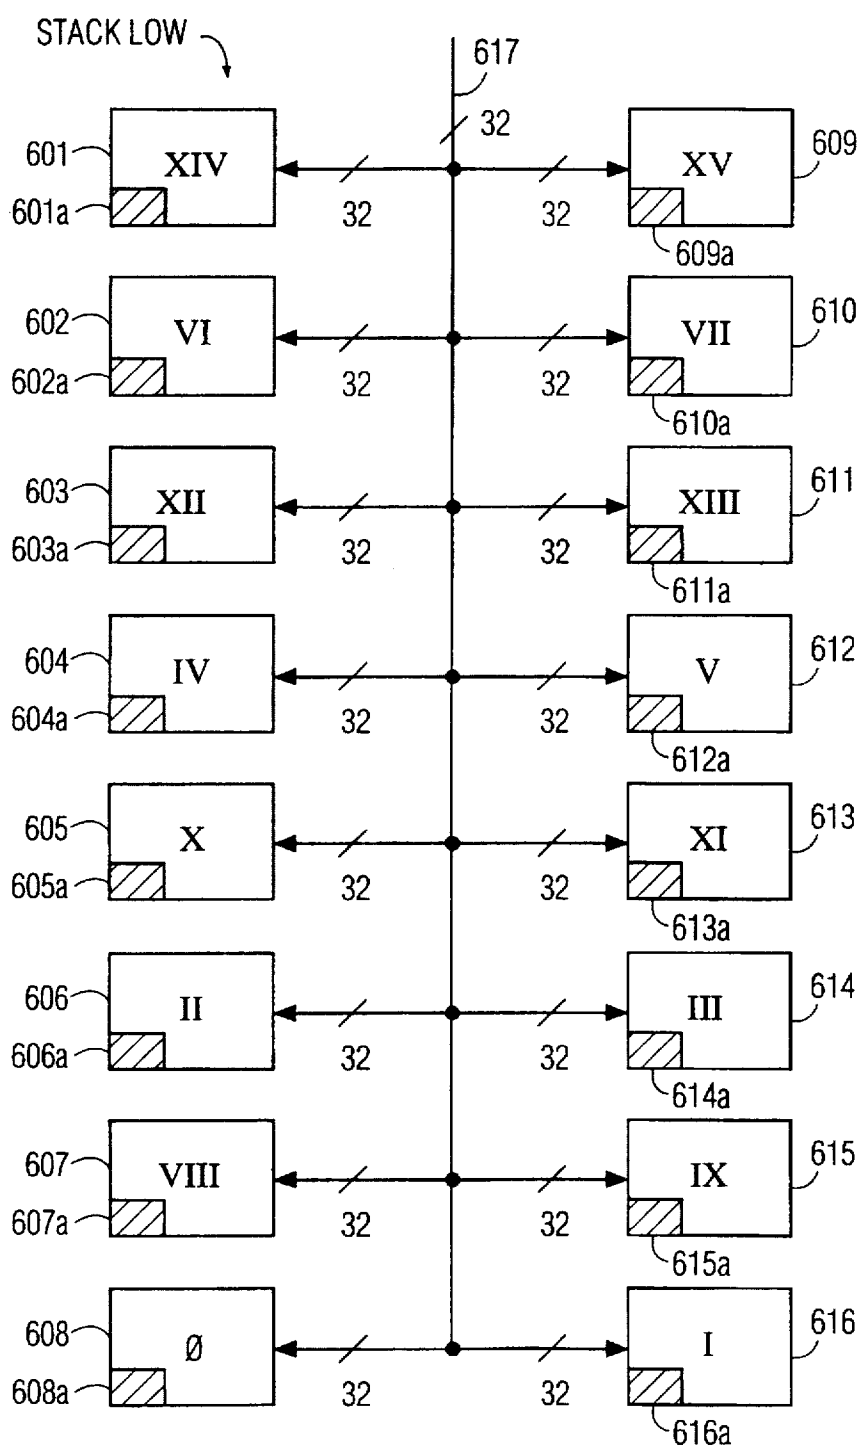 STACK LOW
617
32
601 XIV XV 609
601a 32 32 609a
602 VI VII 610
602a 32 32 610a
603 XII XIII 611
603a 32 32 611a
604 IV V 612
604a 32 32 612a
605 X XI 613
605a 32 32 613a
606 II III 614
606a 32 32 614a
607 VIII IX 615
607a 32 32 615a
608 Ø I 616
608a 32 32 616a